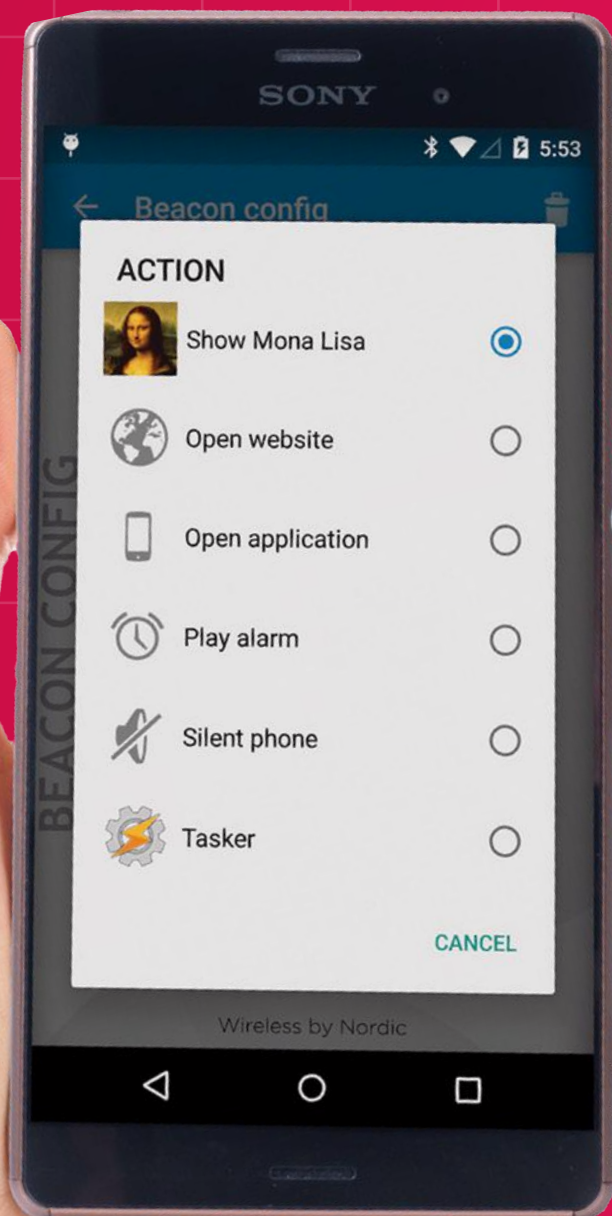 SONY
5:53
Beacon config
ACTION
Show Mona Lisa
Open website
Open application
Play alarm
Silent phone
Tasker
CANCEL
BEACON CONFIG
Wireless by Nordic